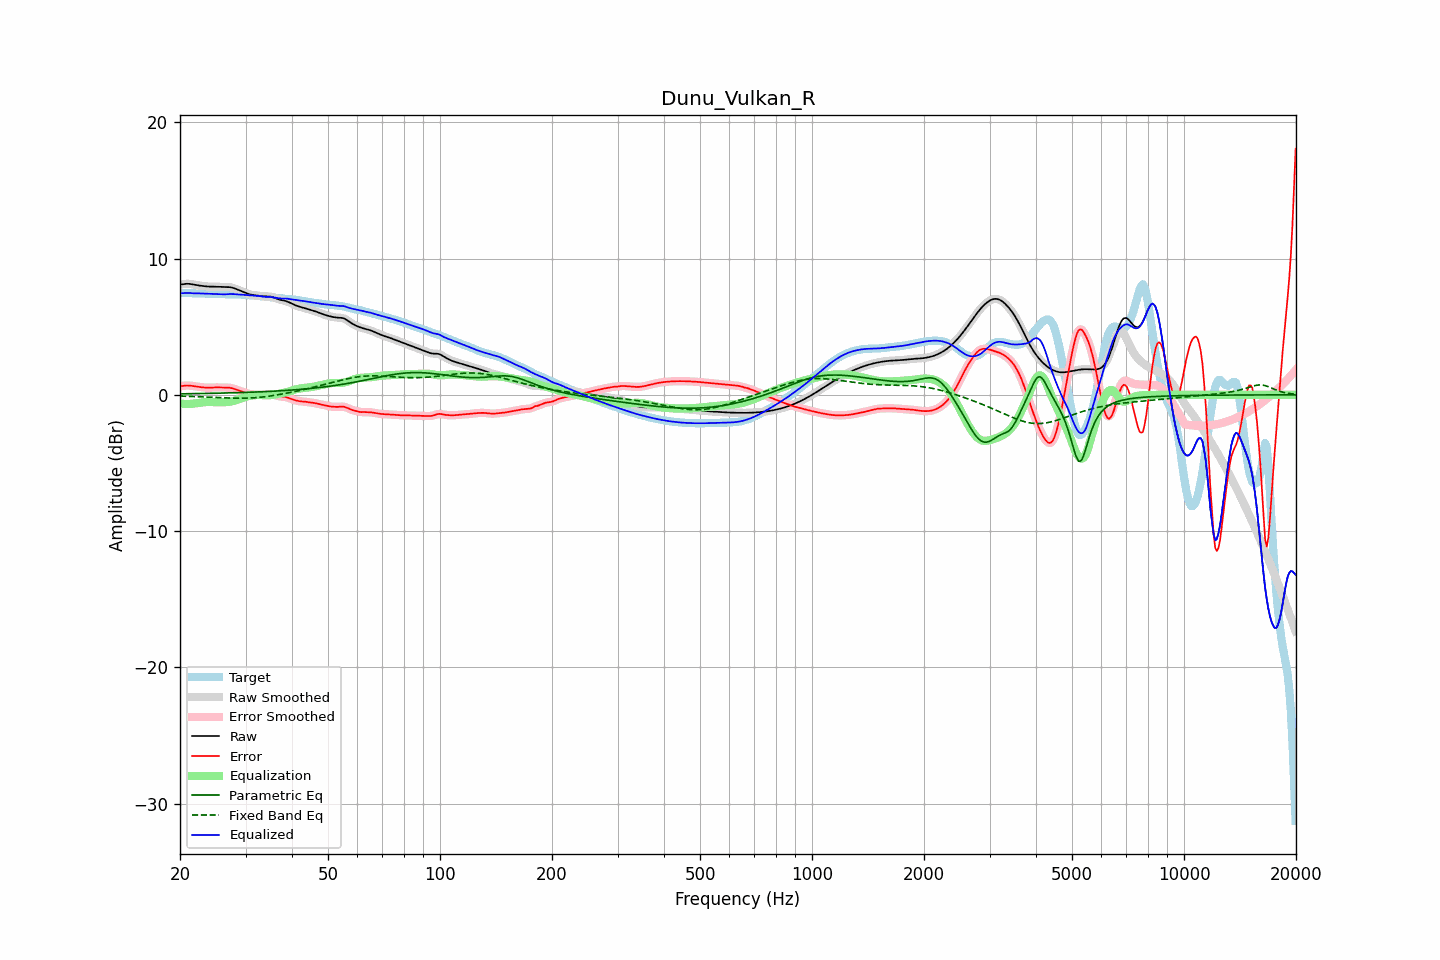 Dunu_Vulkan_R
20
10
0
−10
−20
−30
Amplitude (dBr)
Target
Raw Smoothed
Error Smoothed
Raw
Error
Equalization
Parametric Eq
Fixed Band Eq
Equalized
20 50 100 200 500 1000 2000 5000 10000 20000
Frequency (Hz)